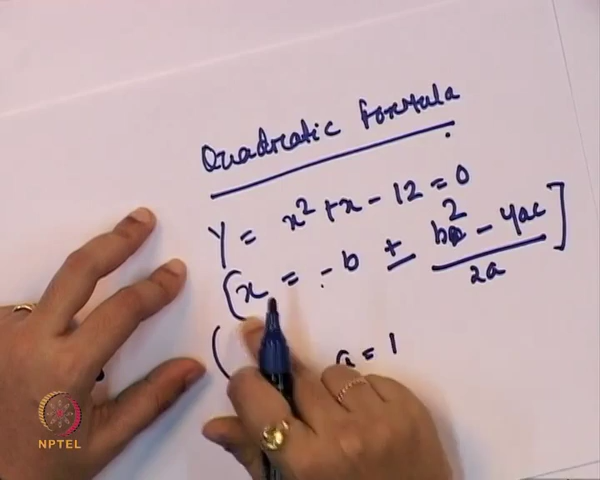 Quadratic formula
Y = x² + x - 12 = 0
(x = -b ± b² - 4ac / 2a]
(
a = 1
NPTEL